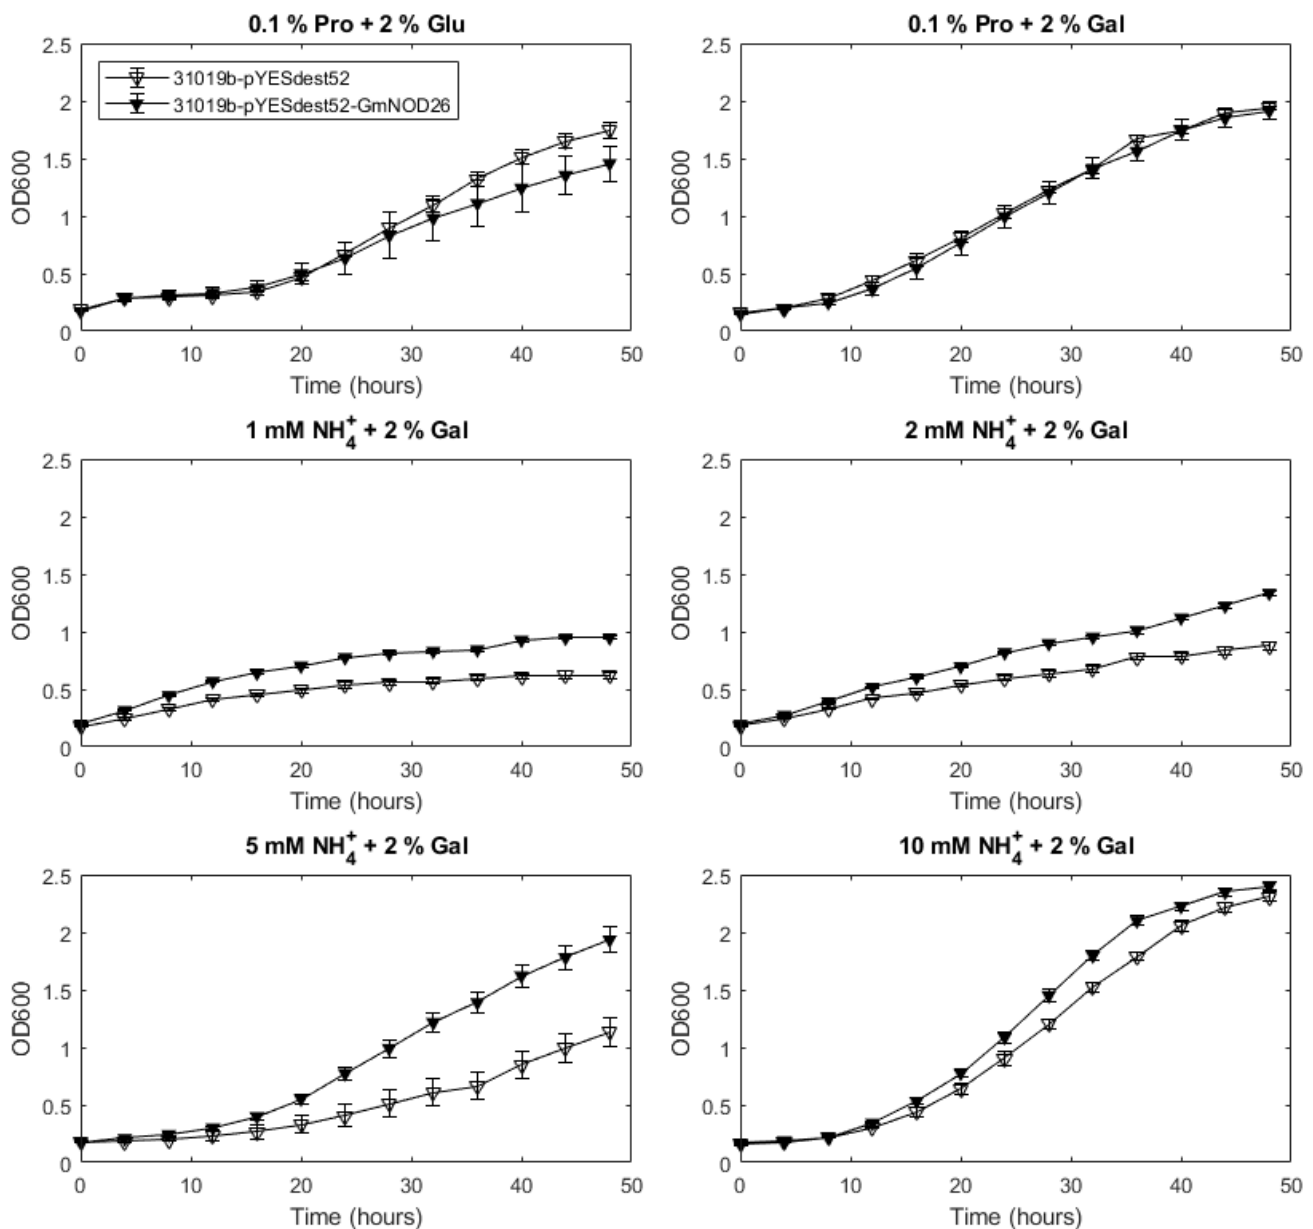 0.1 % Pro + 2 % Glu
2.5
2
1.5
1
0.5
0
OD600
31019b-pYESdest52
31019b-pYESdest52-GmNOD26
0 10 20 30 40 50
Time (hours)
0.1 % Pro + 2 % Gal
2.5
2
1.5
1
0.5
0
OD600
0 10 20 30 40 50
Time (hours)
1 mM NH₄⁺ + 2 % Gal
2.5
2
1.5
1
0.5
0
OD600
0 10 20 30 40 50
Time (hours)
2 mM NH₄⁺ + 2 % Gal
2.5
2
1.5
1
0.5
0
OD600
0 10 20 30 40 50
Time (hours)
5 mM NH₄⁺ + 2 % Gal
2.5
2
1.5
1
0.5
0
OD600
0 10 20 30 40 50
Time (hours)
10 mM NH₄⁺ + 2 % Gal
2.5
2
1.5
1
0.5
0
OD600
0 10 20 30 40 50
Time (hours)